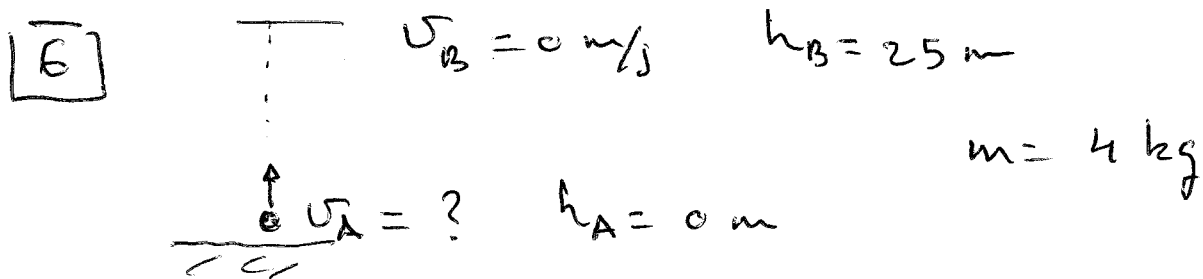 6 v_B = 0 m/s h_B = 25 m
m = 4 kg
v_A = ? h_A = 0 m